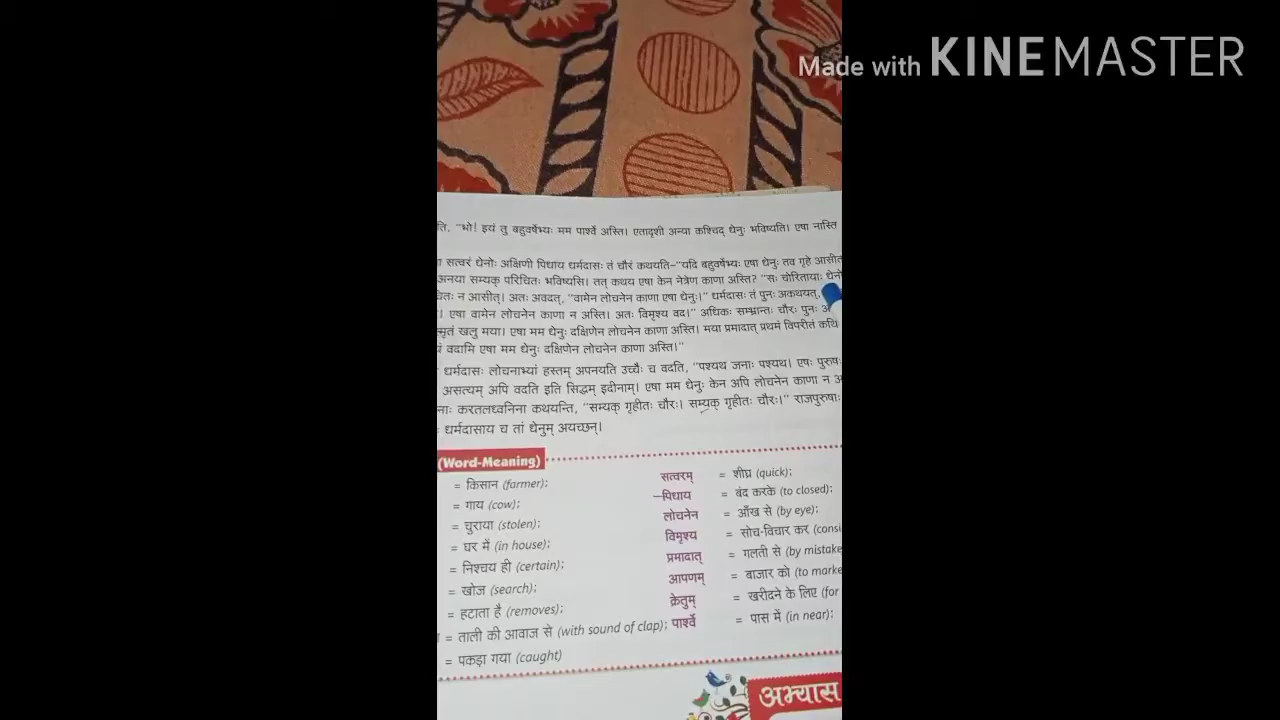 Made with KINEMASTER
ति, "भो! इयं तु बहुवर्षेभ्यः मम पार्श्वे अस्ति। एतादृशी अन्या कश्चिद् धेनुः भविष्यति। एषा नास्ति
सत्वरं धेनोः अक्षिणी पिधाय धर्मदासः तं चौरं कथयति–"यदि बहुवर्षेभ्यः एषा धेनुः तव गृहे आसीत
अनया सम्यक् परिचितः भविष्यसि। तत् कथय एषा केन नेत्रेण काणा अस्ति? "सः चोरितायाः धेनो
चितः न आसीत्। अतः अवदत्, "वामेन लोचनेन काणा एषा धेनुः।" धर्मदासः तं पुनः अकथयत्,
। एषा वामेन लोचनेन काणा न अस्ति। अतः विमृश्य वद।" अधिकः सम्भ्रान्तः चौरः पुनः अ
मृतं खलु मया। एषा मम धेनुः दक्षिणेन लोचनेन काणा अस्ति। मया प्रमादात् प्रथमं विपरीतं कथि
वदामि एषा मम धेनुः दक्षिणेन लोचनेन काणा अस्ति।"
धर्मदासः लोचनाभ्यां हस्तम् अपनयति उच्चैः च वदति, "पश्यथ जनाः पश्यथ। एषः पुरुषः
असत्यम् अपि वदति इति सिद्धम् इदीनाम्। एषा मम धेनुः केन अपि लोचनेन काणा न अ
नाः करतलध्वनिना कथयन्ति, "सम्यक् गृहीतः चौरः। सम्यक् गृहीतः चौरः।" राजपुरुषाः
धर्मदासाय च तां धेनुम् अयच्छन्।
(Word-Meaning)
= किसान (farmer); सत्वरम् = शीघ्र (quick);
= गाय (cow); –पिधाय = बंद करके (to closed);
= चुराया (stolen); लोचनेन = आँख से (by eye);
= घर में (in house); विमृश्य = सोच-विचार कर (consi
= निश्चय ही (certain); प्रमादात् = गलती से (by mistake
= खोज (search); आपणम् = बाजार को (to marke
= हटाता है (removes); क्रेतुम् = खरीदने के लिए (for
= ताली की आवाज से (with sound of clap); पार्श्वे = पास में (in near);
= पकड़ा गया (caught)
अभ्यास